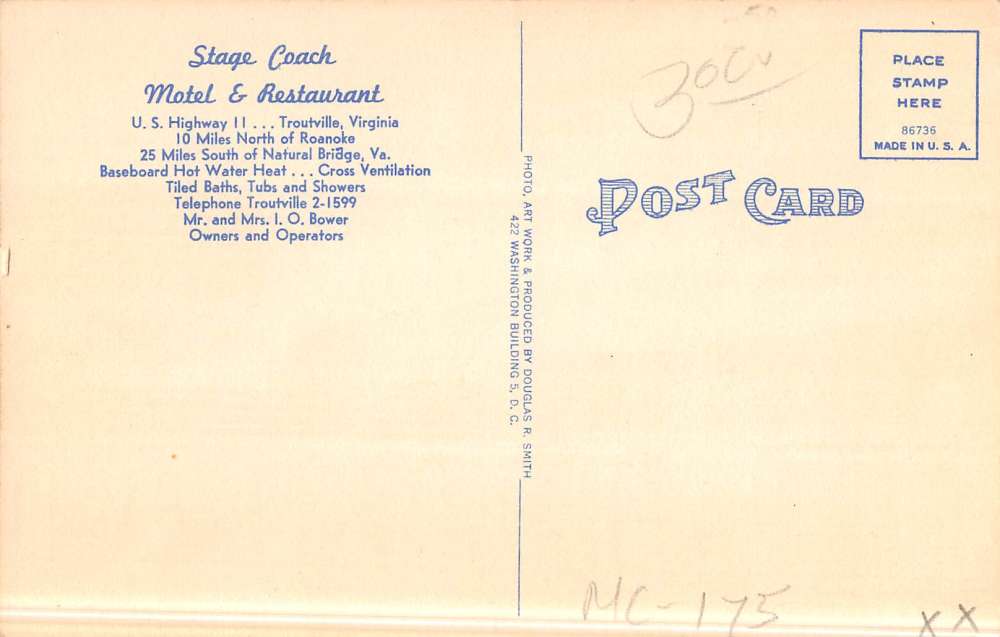 Stage Coach
Motel & Restaurant
U. S. Highway 11 . . . Troutville, Virginia
10 Miles North of Roanoke
25 Miles South of Natural Bridge, Va.
Baseboard Hot Water Heat . . . Cross Ventilation
Tiled Baths, Tubs and Showers
Telephone Troutville 2-1599
Mr. and Mrs. I. O. Bower
Owners and Operators
PHOTO, ART WORK & PRODUCED BY DOUGLAS R. SMITH
422 WASHINGTON BUILDING 5, D. C.
PLACE
STAMP
HERE
86736
MADE IN U. S. A.
POST CARD
MC-175
XX